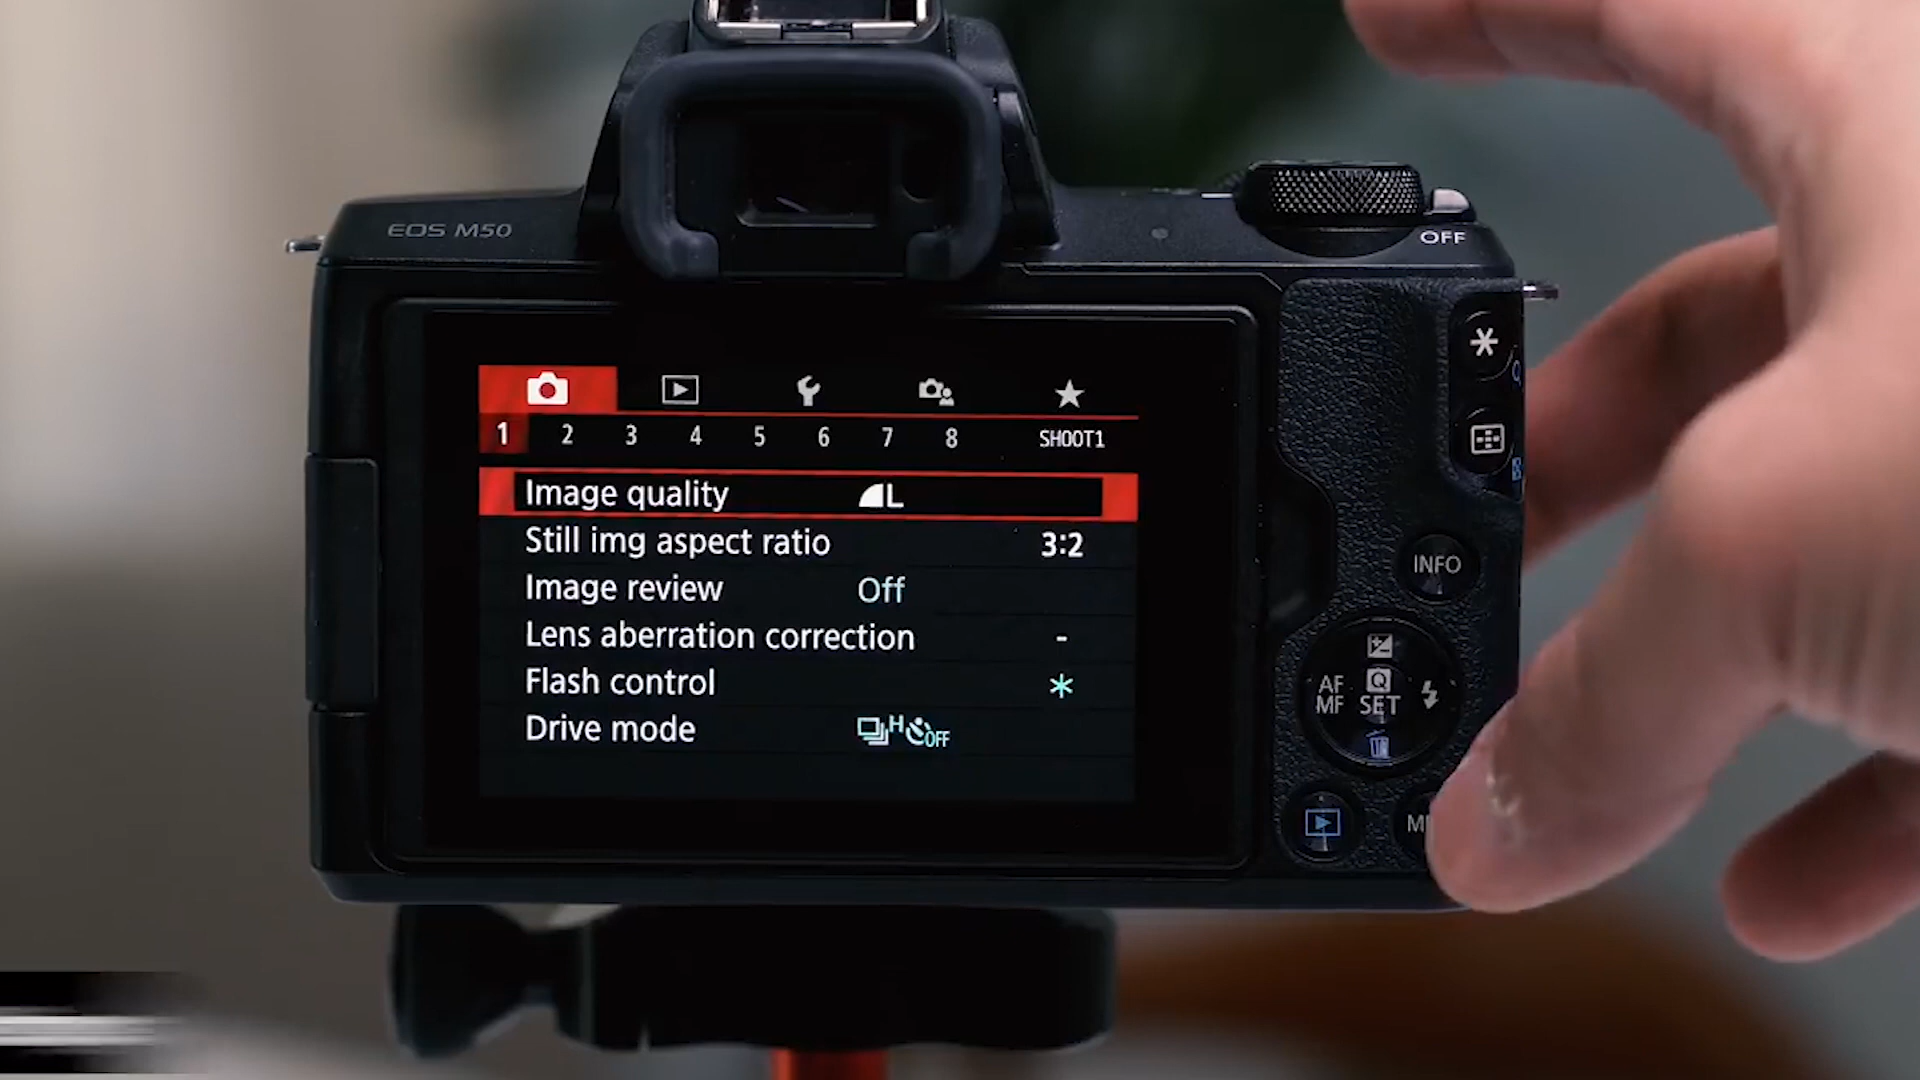 EOS M50
OFF
1 2 3 4 5 6 7 8 SHOOT1
Image quality L
Still img aspect ratio 3:2
Image review Off
Lens aberration correction -
Flash control
Drive mode H OFF
INFO
AF
MF
Q
SET